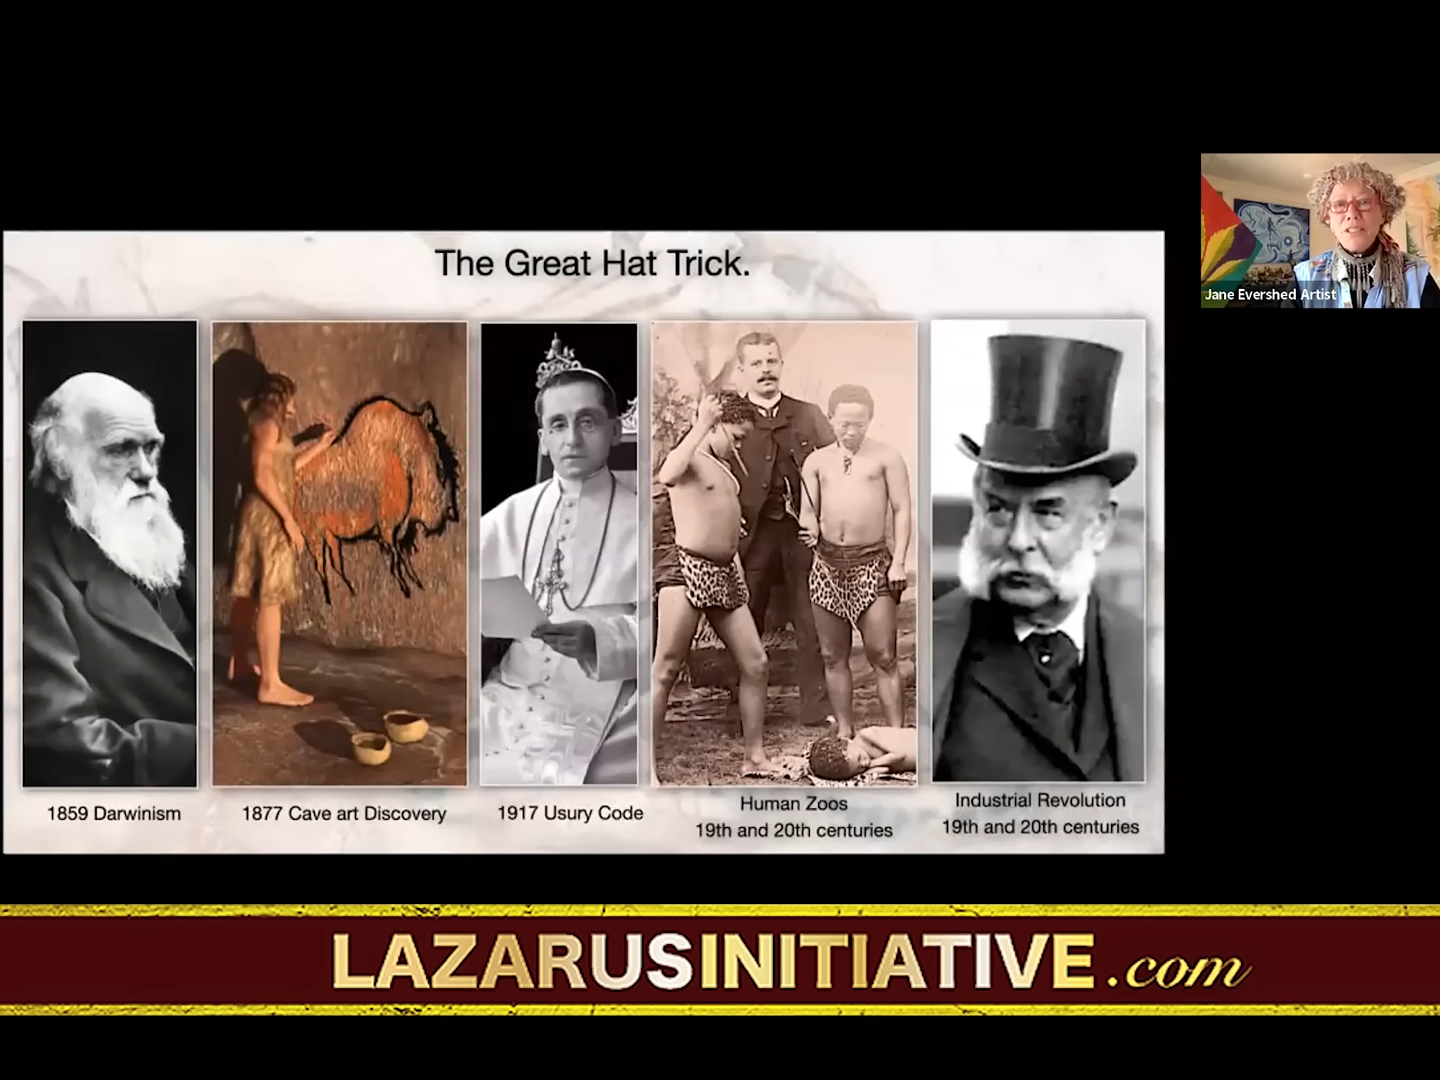 The Great Hat Trick.
Jane Evershed Artist
1859 Darwinism
1877 Cave art Discovery
1917 Usury Code
Human Zoos
19th and 20th centuries
Industrial Revolution
19th and 20th centuries
LAZARUSINITIATIVE.com